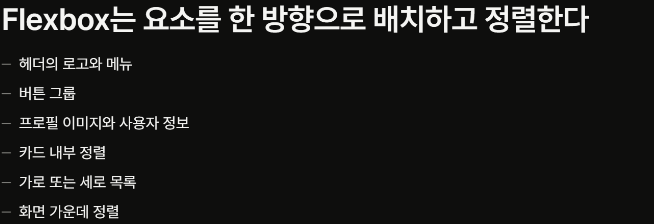 Flexbox는 요소를 한 방향으로 배치하고 정렬한다
— 헤더의 로고와 메뉴
— 버튼 그룹
— 프로필 이미지와 사용자 정보
— 카드 내부 정렬
— 가로 또는 세로 목록
— 화면 가운데 정렬